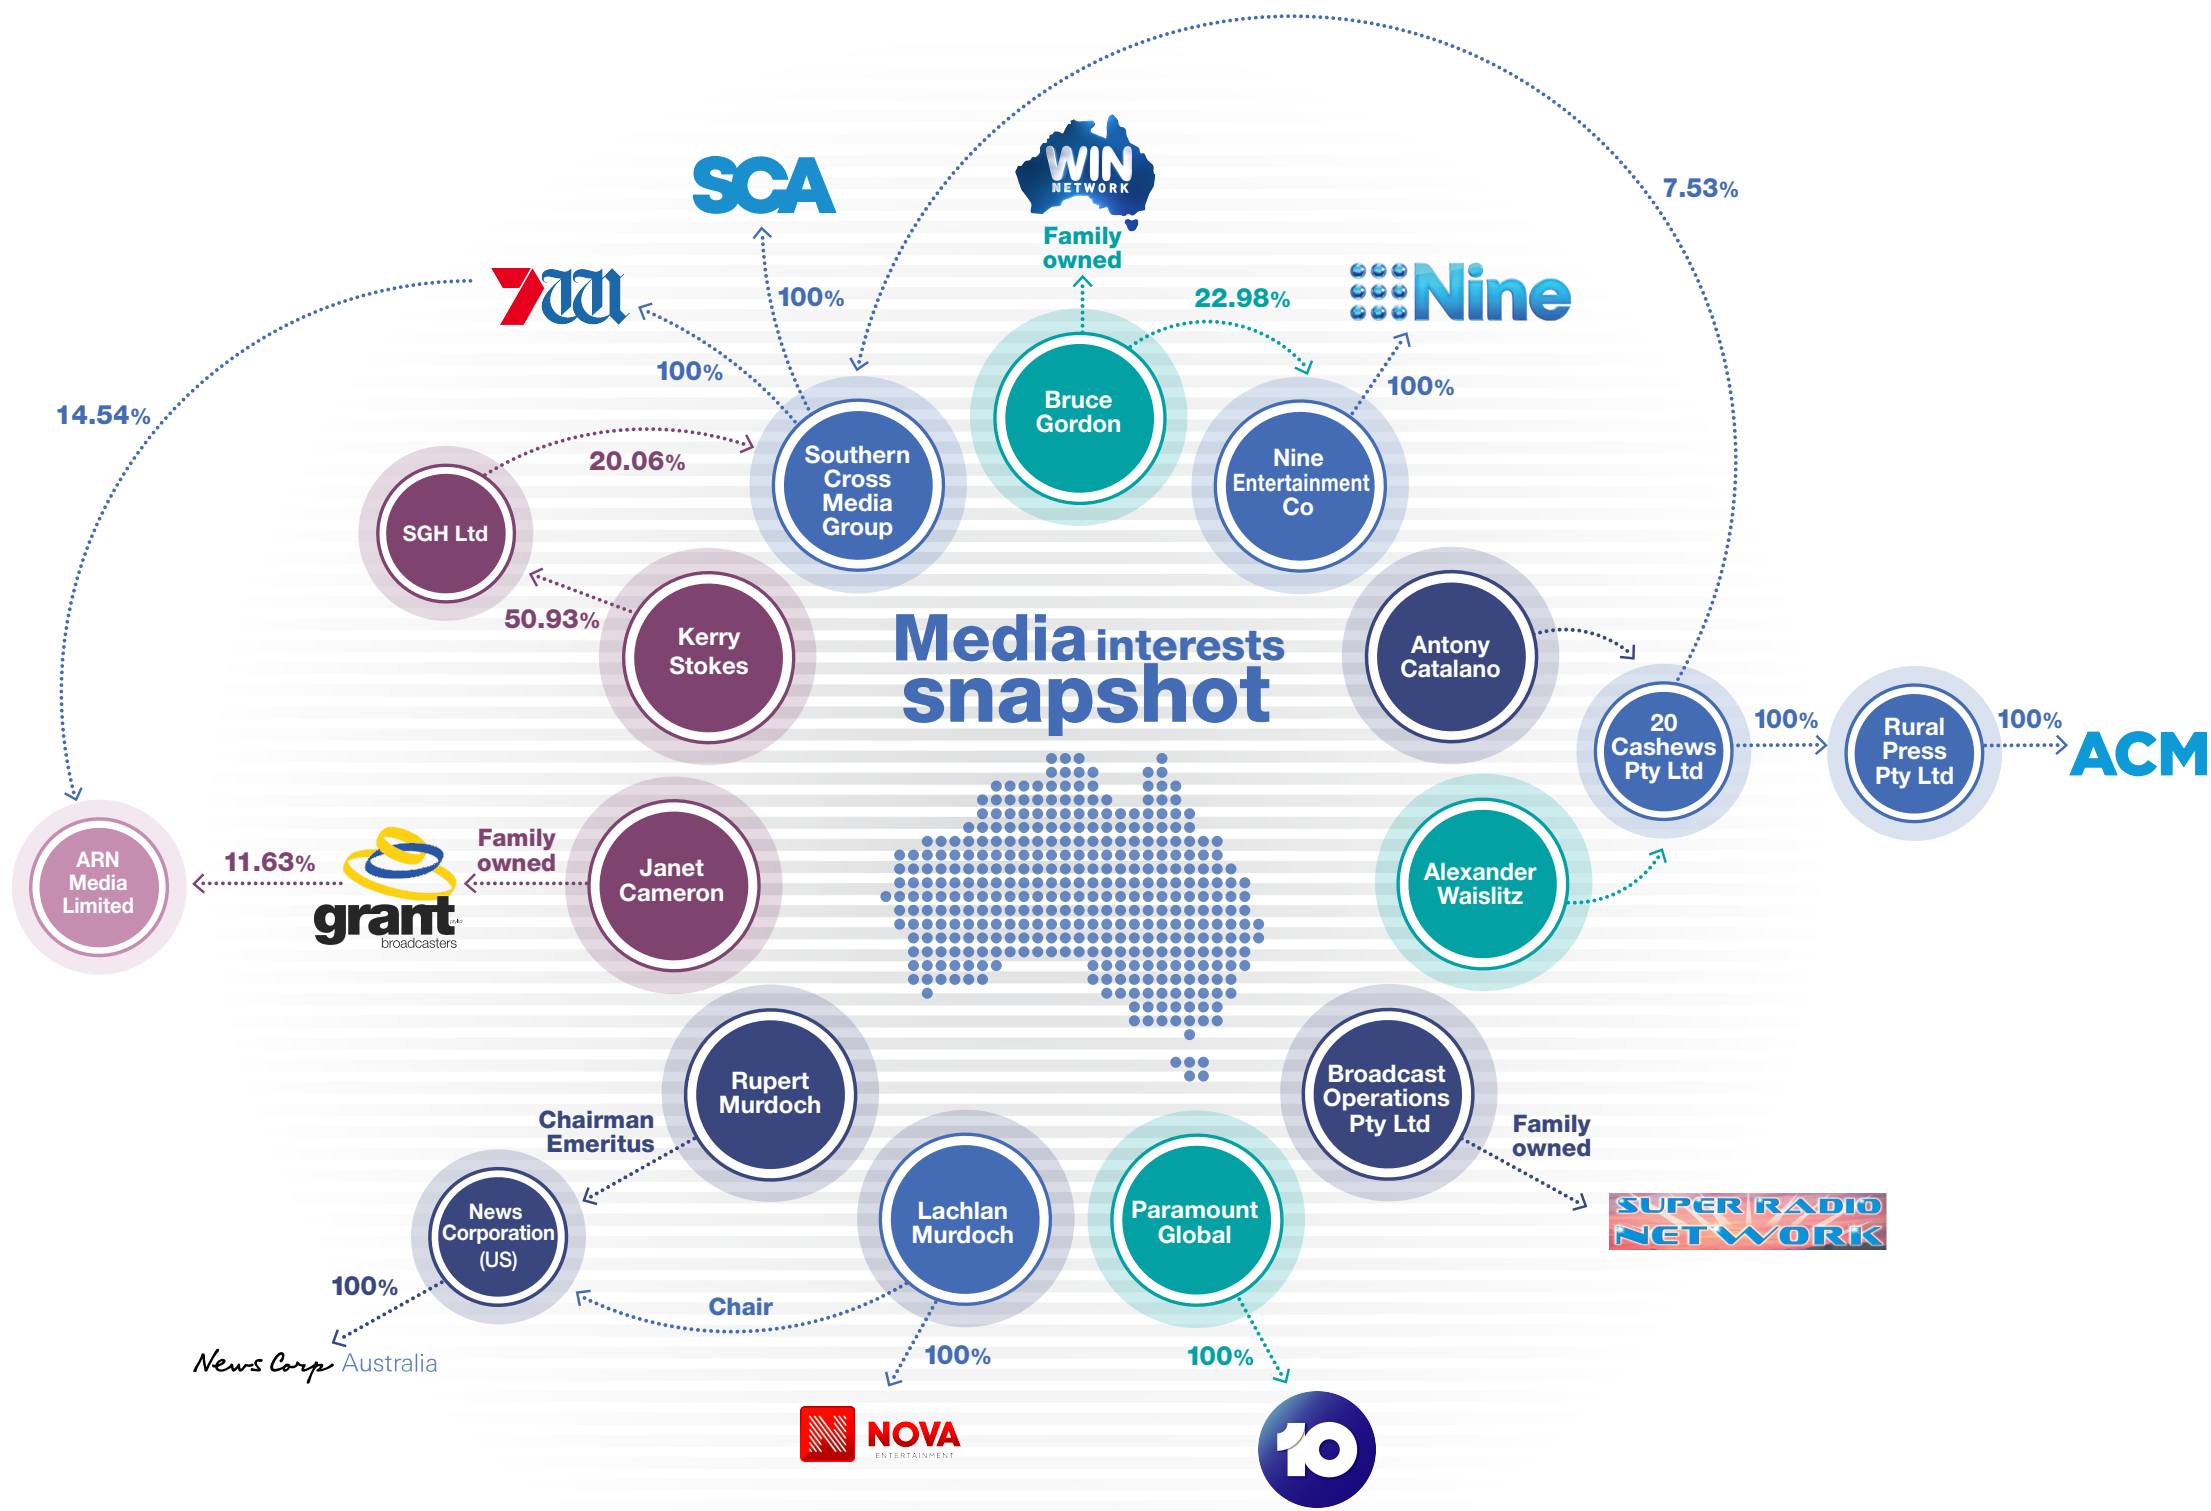 7.53%
WIN
NETWORK
SCA
Family
owned
22.98%
Nine
100%
7W
100%
100%
14.54%
Bruce
Gordon
20.06%
Southern
Cross
Media
Group
Nine
Entertainment
Co
SGH Ltd
50.93%
Kerry
Stokes
Media interests
snapshot
Antony
Catalano
20
Cashews
Pty Ltd
100%
Rural
Press
Pty Ltd
100%
ACM
ARN
Media
Limited
11.63%
grant
broadcasters
Family
owned
Janet
Cameron
Alexander
Waislitz
Rupert
Murdoch
Chairman
Emeritus
Broadcast
Operations
Pty Ltd
Family
owned
SUPER RADIO
NETWORK
News
Corporation
(US)
Lachlan
Murdoch
Paramount
Global
100%
Chair
News Corp Australia
100%
100%
N NOVA
ENTERTAINMENT
10